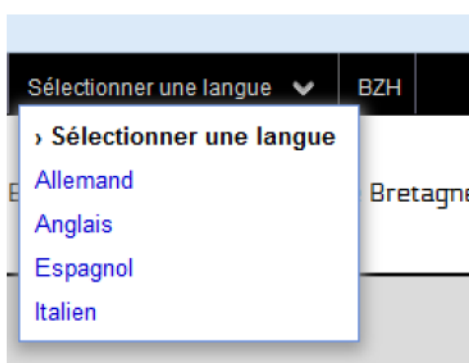 Sélectionner une langue
BZH
› Sélectionner une langue
Allemand
Bretagne
Anglais
Espagnol
Italien